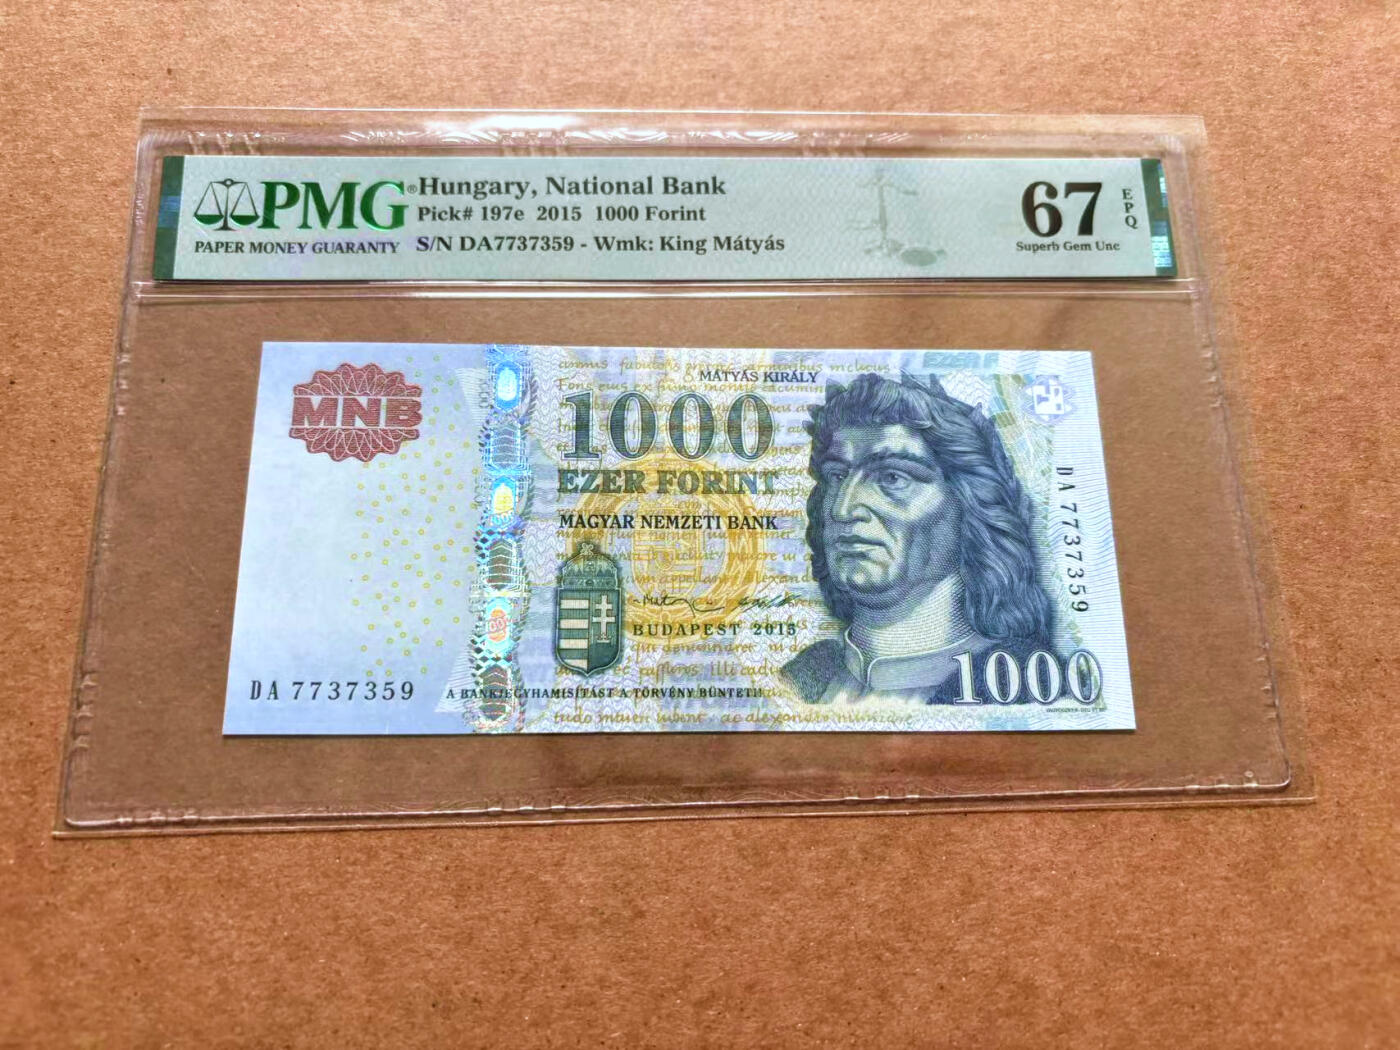 PMG® Hungary, National Bank
Pick# 197e 2015 1000 Forint
PAPER MONEY GUARANTY S/N DA7737359 - Wmk: King Mátyás
67 EPQ
Superb Gem Unc
MNB
MÁTYÁS KIRÁLY
1000
EZER FORINT
MAGYAR NEMZETI BANK
BUDAPEST 2015
DA 7737359
A BANKJEGYHAMISÍTÁST A TÖRVÉNY BÜNTETI!
DA 7737359
1000